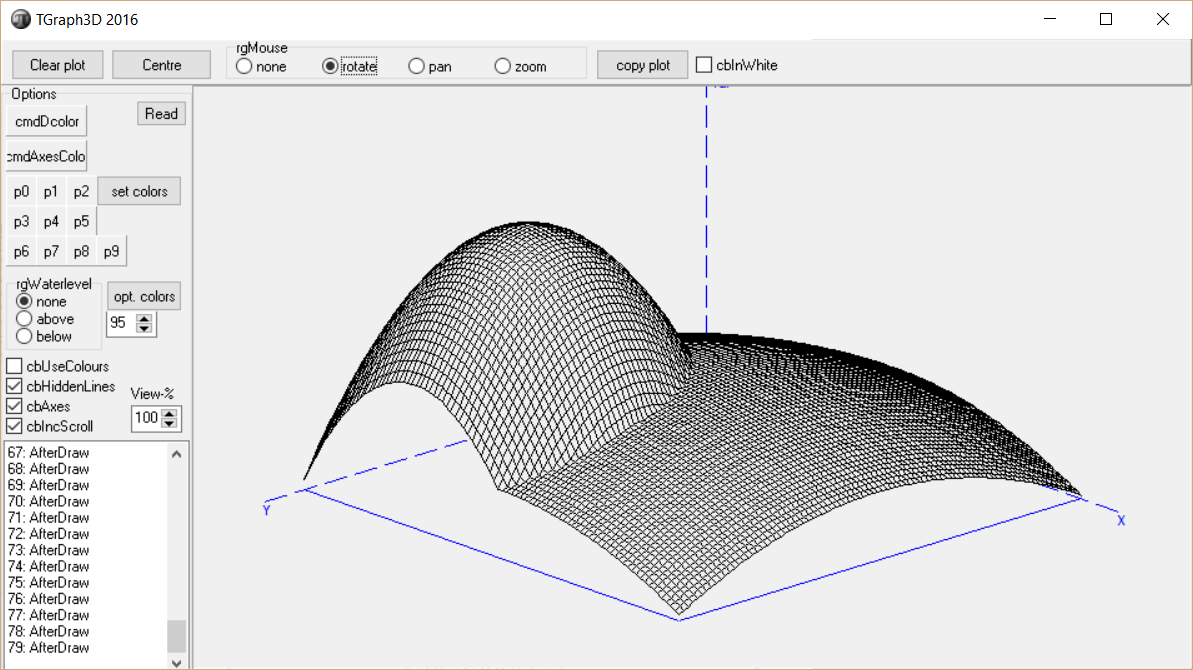 TGraph3D 2016
Clear plot
Centre
rgMouse
none
rotate
pan
zoom
copy plot
cbInWhite
Options
cmdDcolor
Read
cmdAxesColo
p0 p1 p2 set colors
p3 p4 p5
p6 p7 p8 p9
rgWaterlevel
none
above
below
opt. colors
95
cbUseColours
cbHiddenLines
cbAxes
cbIncScroll
View-%
100
67: AfterDraw
68: AfterDraw
69: AfterDraw
70: AfterDraw
71: AfterDraw
72: AfterDraw
73: AfterDraw
74: AfterDraw
75: AfterDraw
76: AfterDraw
77: AfterDraw
78: AfterDraw
79: AfterDraw
Y
X